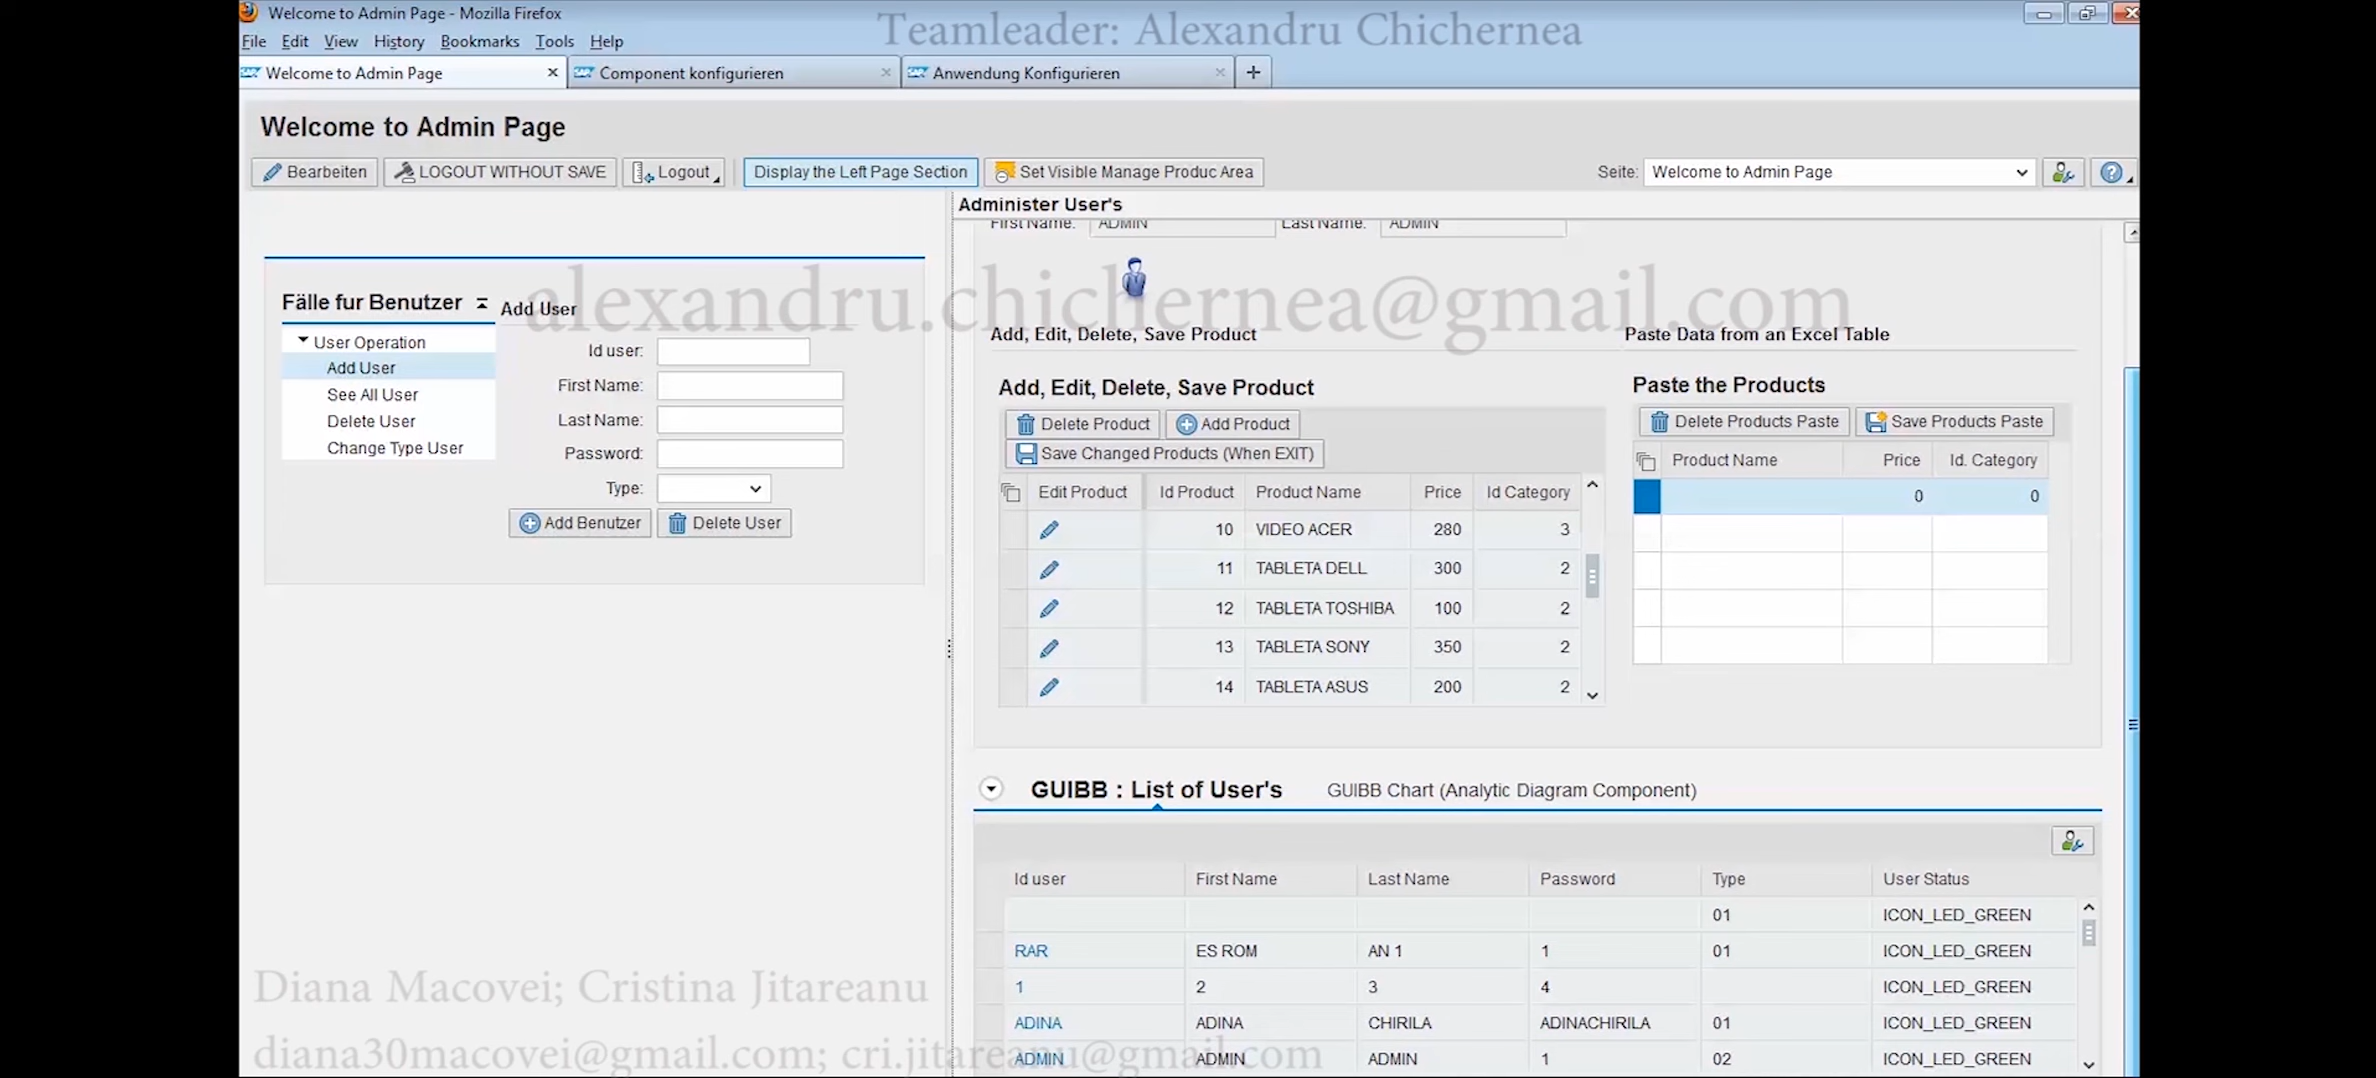 Welcome to Admin Page - Mozilla Firefox
Teamleader: Alexandru Chichernea
File Edit View History Bookmarks Tools Help
Welcome to Admin Page
Component konfigurieren
Anwendung Konfigurieren
Welcome to Admin Page
Bearbeiten
LOGOUT WITHOUT SAVE
Logout
Display the Left Page Section
Set Visible Manage Produc Area
Seite: Welcome to Admin Page
Administer User's
First Name: ADMIN Last Name: ADMIN
alexandru.chichernea@gmail.com
Fälle fur Benutzer
User Operation
Add User
See All User
Delete User
Change Type User
Add User
Id user:
First Name:
Last Name:
Password:
Type:
Add Benutzer
Delete User
Add, Edit, Delete, Save Product
Add, Edit, Delete, Save Product
Delete Product
Add Product
Save Changed Products (When EXIT)
Edit Product Id Product Product Name Price Id Category
10 VIDEO ACER 280 3
11 TABLETA DELL 300 2
12 TABLETA TOSHIBA 100 2
13 TABLETA SONY 350 2
14 TABLETA ASUS 200 2
Paste Data from an Excel Table
Paste the Products
Delete Products Paste
Save Products Paste
Product Name Price Id. Category
0 0
GUIBB : List of User's
GUIBB Chart (Analytic Diagram Component)
Id user First Name Last Name Password Type User Status
01 ICON_LED_GREEN
RAR ES ROM AN 1 1 01 ICON_LED_GREEN
1 2 3 4 ICON_LED_GREEN
ADINA ADINA CHIRILA ADINACHIRILA 01 ICON_LED_GREEN
ADMIN ADMIN ADMIN 1 02 ICON_LED_GREEN
Diana Macovei; Cristina Jitareanu
diana30macovei@gmail.com; cri.jitareanu@gmail.com